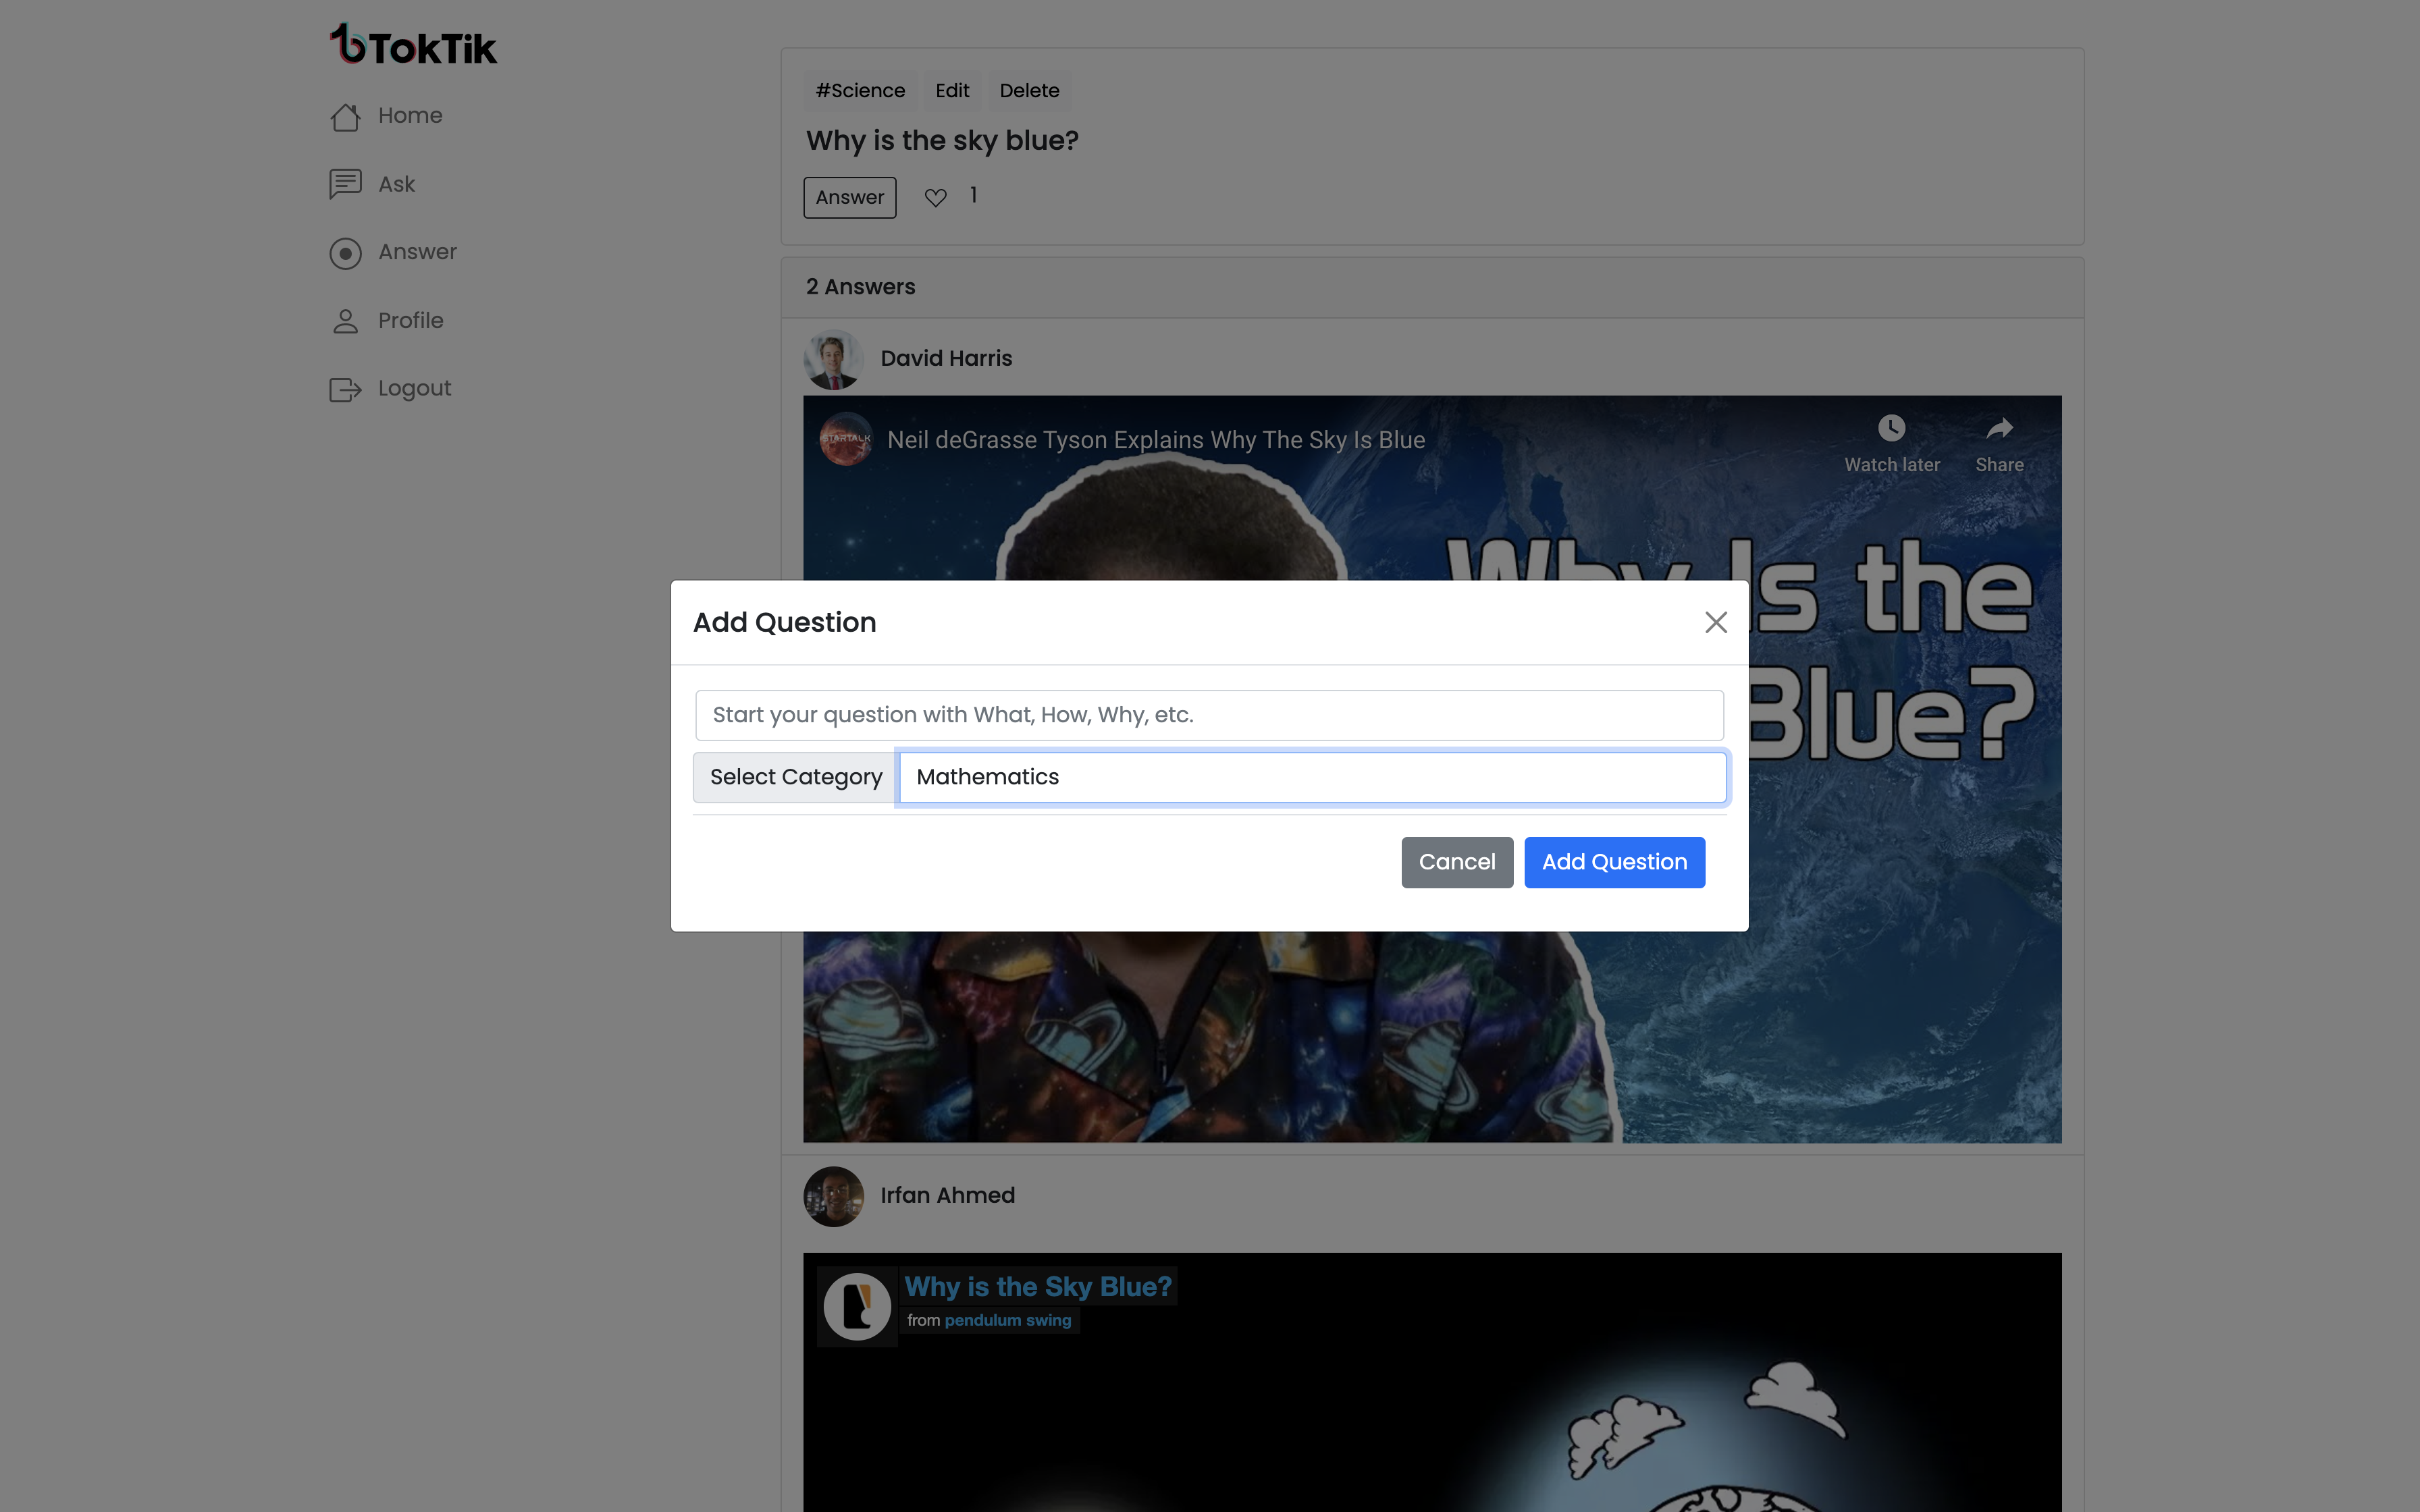 TokTik
Home
Ask
Answer
Profile
Logout
#Science Edit Delete
Why is the sky blue?
Answer 1
2 Answers
David Harris
STARTALK
Neil deGrasse Tyson Explains Why The Sky Is Blue
Watch later Share
Why Is the
Blue?
Add Question
Start your question with What, How, Why, etc.
Select Category Mathematics
Cancel Add Question
Irfan Ahmed
Why is the Sky Blue?
from pendulum swing